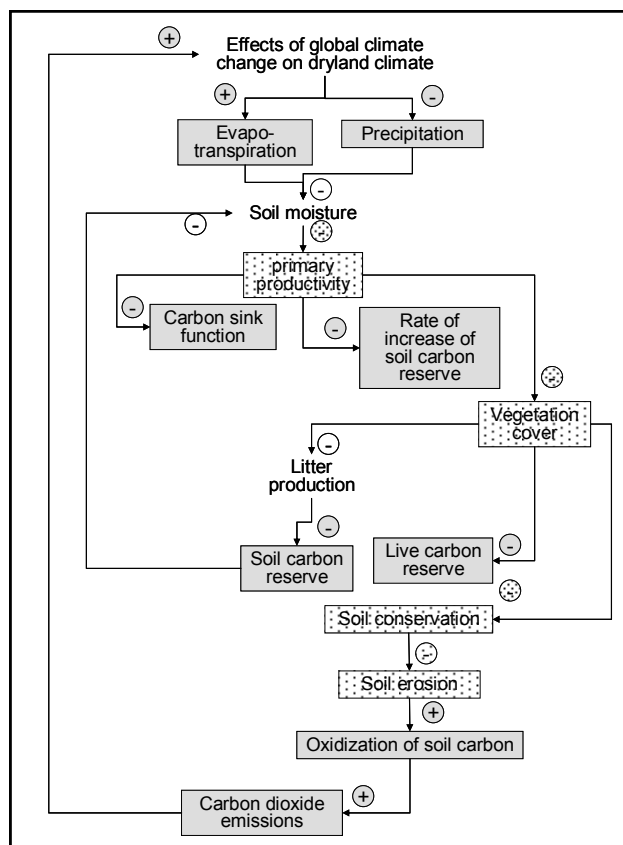 +
Effects of global climate
change on dryland climate
+
-
Evapo-
transpiration
Precipitation
-
Soil moisture
-
-
primary
productivity
-
Carbon sink
function
-
Rate of
increase of
soil carbon
reserve
-
Vegetation
cover
-
Litter
production
-
Soil carbon
reserve
Live carbon
reserve
-
-
Soil conservation
-
Soil erosion
+
Oxidization of soil carbon
+
Carbon dioxide
emissions